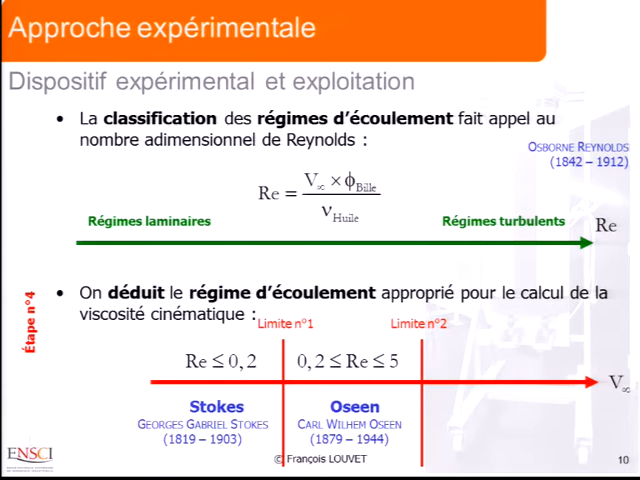 Approche expérimentale
Dispositif expérimental et exploitation
• La classification des régimes d'écoulement fait appel au
nombre adimensionnel de Reynolds :
OSBORNE REYNOLDS
(1842 – 1912)
Re = V∞ × ϕBille / νHuile
Régimes laminaires
Régimes turbulents
Re
Étape n°4
• On déduit le régime d'écoulement approprié pour le calcul de la
viscosité cinématique :
Limite n°1
Limite n°2
Re ≤ 0,2
0,2 ≤ Re ≤ 5
V∞
Stokes
GEORGES GABRIEL STOKES
(1819 – 1903)
Oseen
CARL WILHEM OSEEN
(1879 – 1944)
ENSCI
© François LOUVET
10